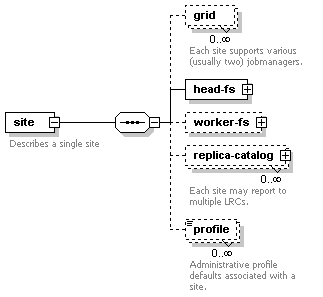 grid
0..∞
Each site supports various
(usually two) jobmanagers.
head-fs
site
worker-fs
Describes a single site
replica-catalog
0..∞
Each site may report to
multiple LRCs.
profile
0..∞
Administrative profile
defaults associated with a
site.